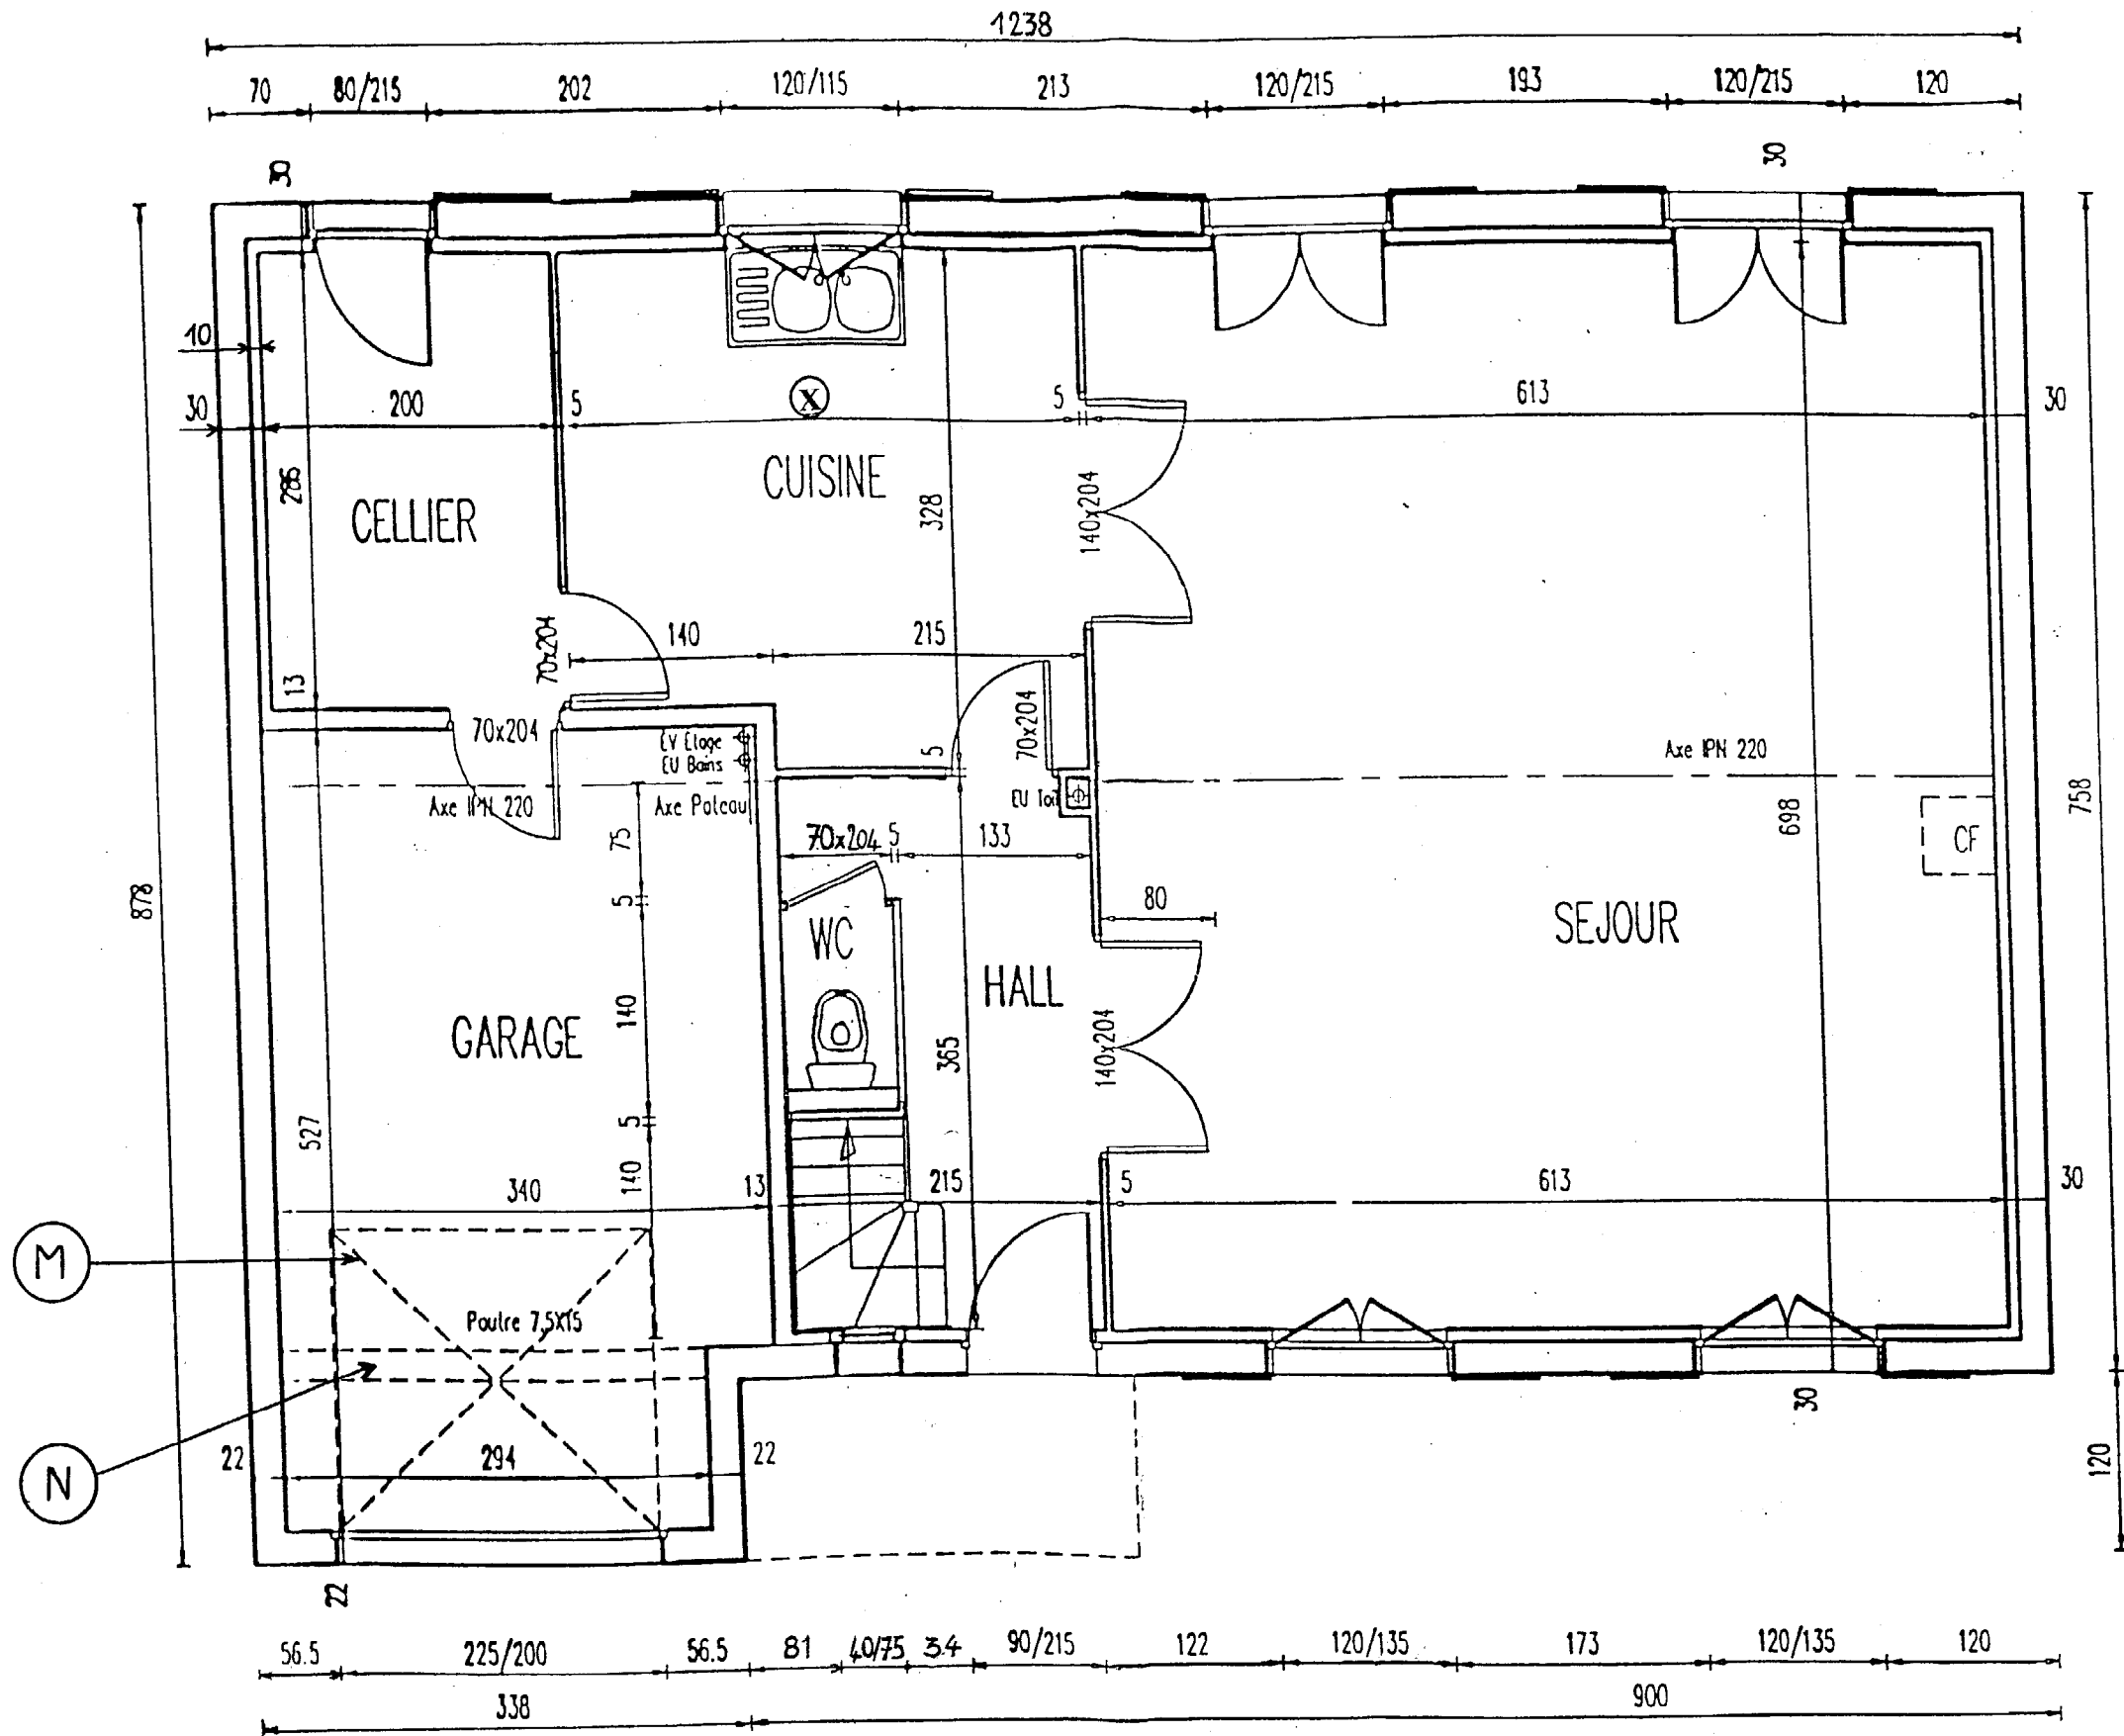 1238
70 80/215 202 120/115 213 120/215 193 120/215 120
30 30
10
30 200 5 X 5 613 30
286 CELLIER CUISINE 328 140x204
70x204 140 215
13 70x204 70x204
EV Etage
EU Bains
5 Axe IPN 220
Axe IPN 220 Axe Poteau EU Toit
75 70x204 5 133 698 CF 758
878 5 80
WC SEJOUR
GARAGE 140 HALL
365 140x204
527 5
340 140 13 215 5 613 30
M
Poutre 7,5X15
30
N 22 294 22 120
22
56.5 225/200 56.5 81 40/75 34 90/215 122 120/135 173 120/135 120
338 900